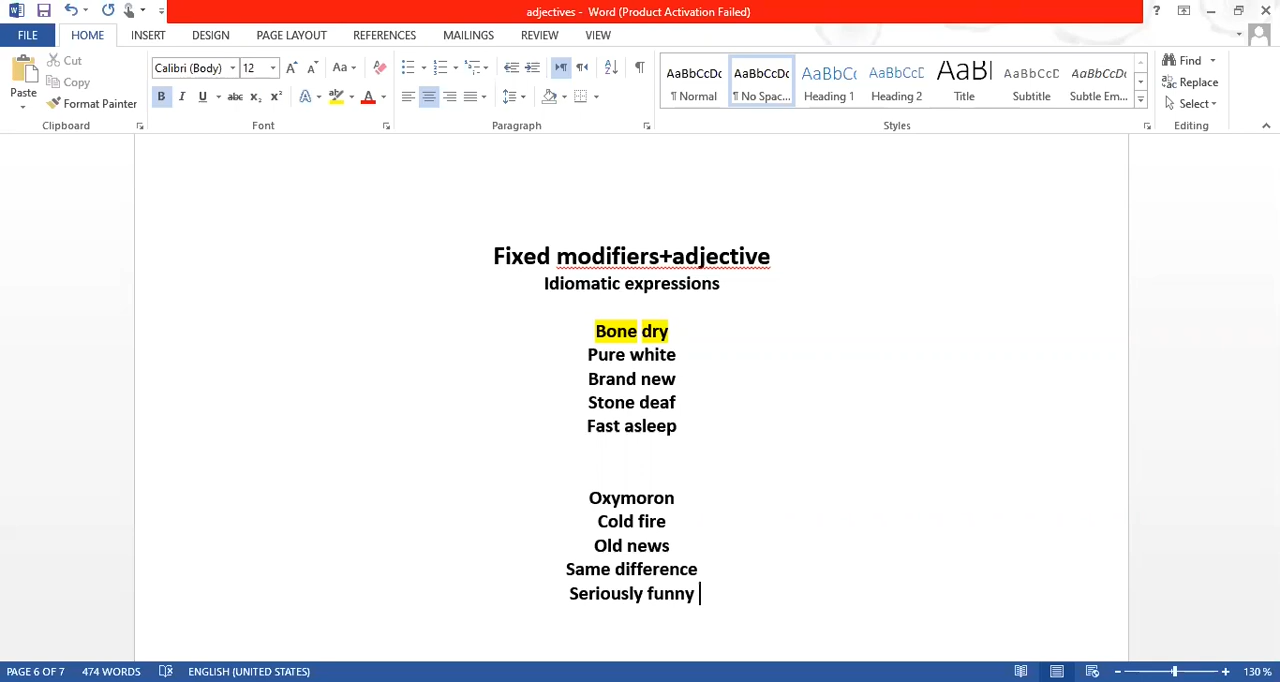 adjectives - Word (Product Activation Failed)
?
FILE HOME INSERT DESIGN PAGE LAYOUT REFERENCES MAILINGS REVIEW VIEW
Paste
Cut
Copy
Format Painter
Clipboard
Calibri (Body) 12
Aa
B I U abc x₂ x²
A A
Font
Paragraph
AaBbCcDc AaBbCcDc AaBbCc AaBbCcD AaBl AaBbCcD AaBbCcDc
¶ Normal ¶ No Spac... Heading 1 Heading 2 Title Subtitle Subtle Em...
Styles
Find
Replace
Select
Editing
Fixed modifiers+adjective
Idiomatic expressions
Bone dry
Pure white
Brand new
Stone deaf
Fast asleep
Oxymoron
Cold fire
Old news
Same difference
Seriously funny
PAGE 6 OF 7 474 WORDS ENGLISH (UNITED STATES) 130 %